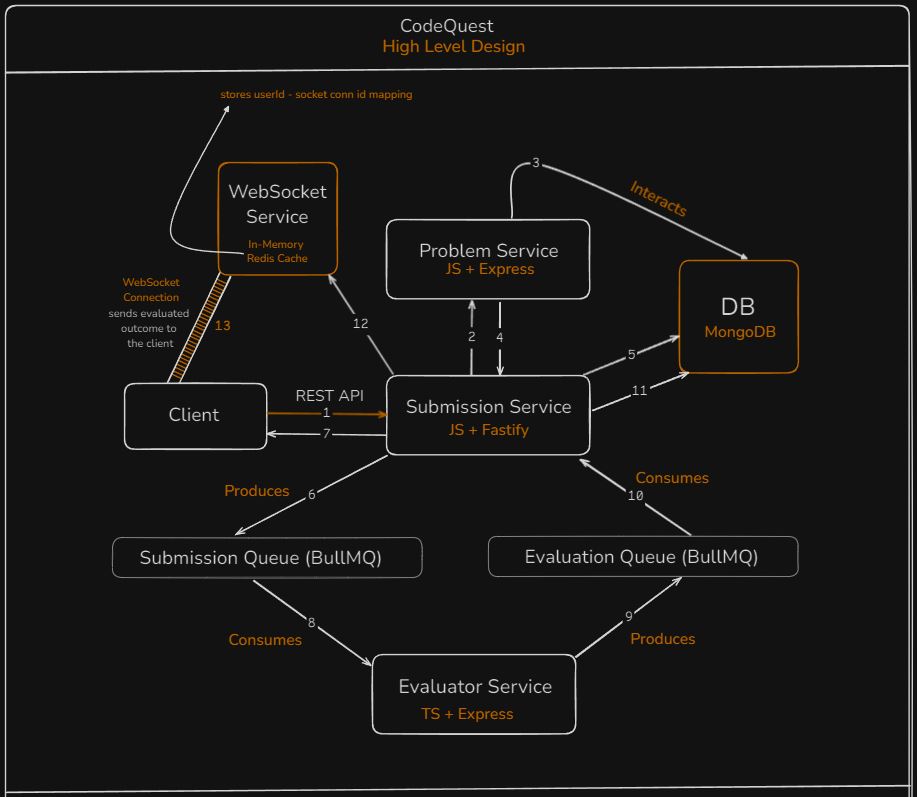 CodeQuest
High Level Design
stores userId - socket conn id mapping
WebSocket
Service
In-Memory
Redis Cache
3
Interacts
Problem Service
JS + Express
DB
MongoDB
WebSocket
Connection
sends evaluated
outcome to
the client
13
12
2
4
5
11
REST API
1
7
Client
Submission Service
JS + Fastify
Produces
6
Consumes
10
Submission Queue (BullMQ)
Evaluation Queue (BullMQ)
8
Consumes
9
Produces
Evaluator Service
TS + Express